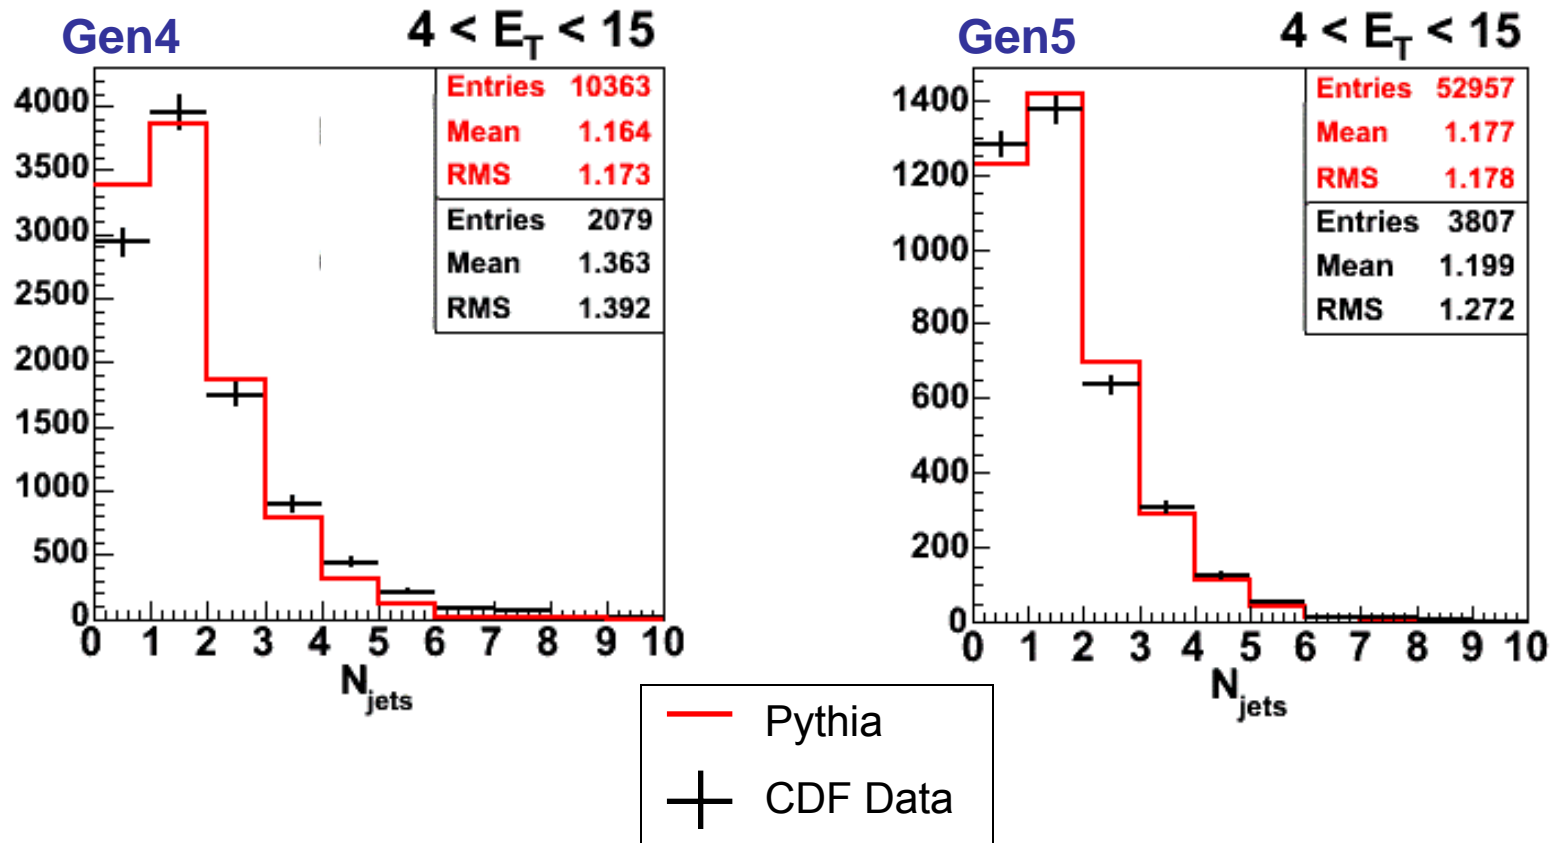 Gen4
4 < E_T < 15
Entries 10363
Mean 1.164
RMS 1.173
Entries 2079
Mean 1.363
RMS 1.392
4000
3500
3000
2500
2000
1500
1000
500
0
0 1 2 3 4 5 6 7 8 9 10
N_jets
Gen5
4 < E_T < 15
Entries 52957
Mean 1.177
RMS 1.178
Entries 3807
Mean 1.199
RMS 1.272
1400
1200
1000
800
600
400
200
0
0 1 2 3 4 5 6 7 8 9 10
N_jets
Pythia
CDF Data